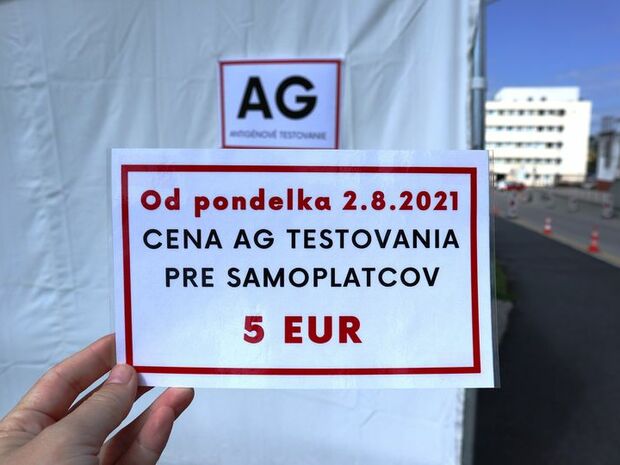 AG
ANTIGÉNOVÉ TESTOVANIE
Od pondelka 2.8.2021
CENA AG TESTOVANIA
PRE SAMOPLATCOV
5 EUR